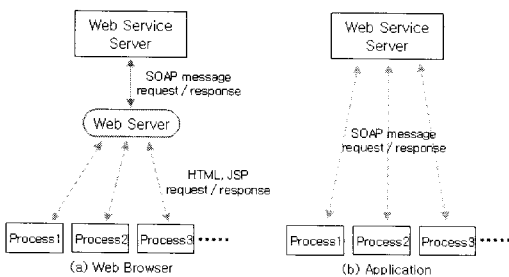 Web Service
Server
SOAP message
request / response
Web Server
HTML, JSP
request / response
Process1
Process2
Process3
(a) Web Browser
Web Service
Server
SOAP message
request / response
Process1
Process2
Process3
(b) Application